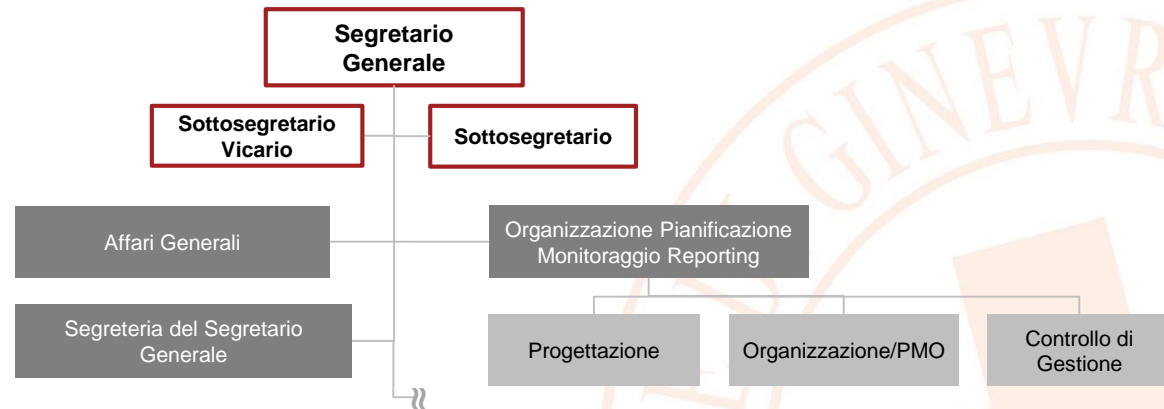 Segretario
Generale
Sottosegretario
Vicario
Sottosegretario
Affari Generali
Organizzazione Pianificazione
Monitoraggio Reporting
Segreteria del Segretario
Generale
Progettazione
Organizzazione/PMO
Controllo di
Gestione
GINEVR